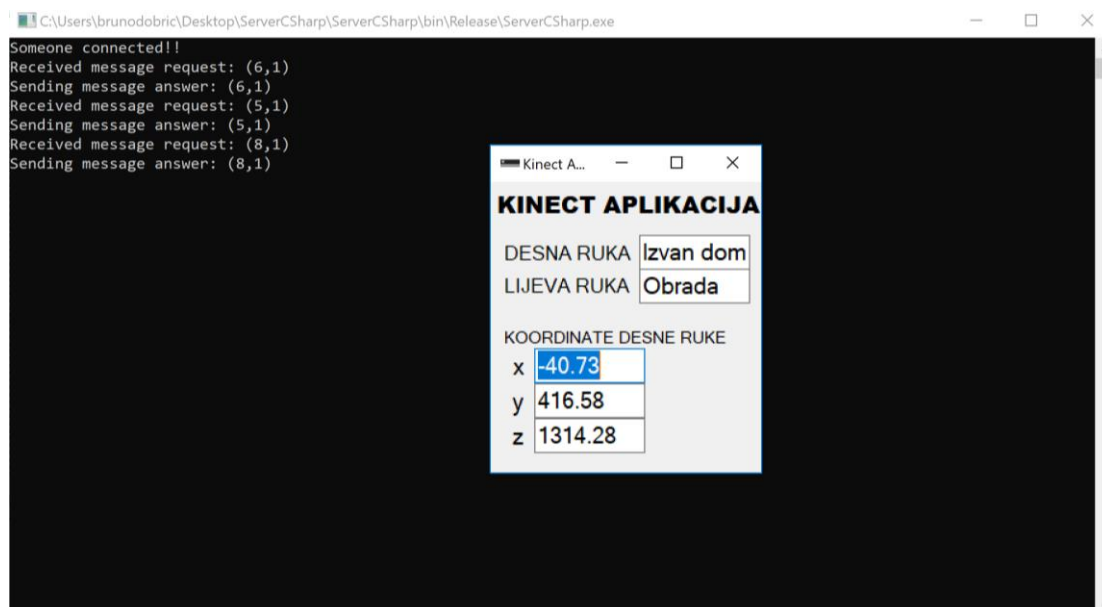 C:\Users\brunodobric\Desktop\ServerCSharp\ServerCSharp\bin\Release\ServerCSharp.exe
Someone connected!!
Received message request: (6,1)
Sending message answer: (6,1)
Received message request: (5,1)
Sending message answer: (5,1)
Received message request: (8,1)
Sending message answer: (8,1)
Kinect A...
KINECT APLIKACIJA
DESNA RUKA Izvan dom
LIJEVA RUKA Obrada
KOORDINATE DESNE RUKE
x -40.73
y 416.58
z 1314.28